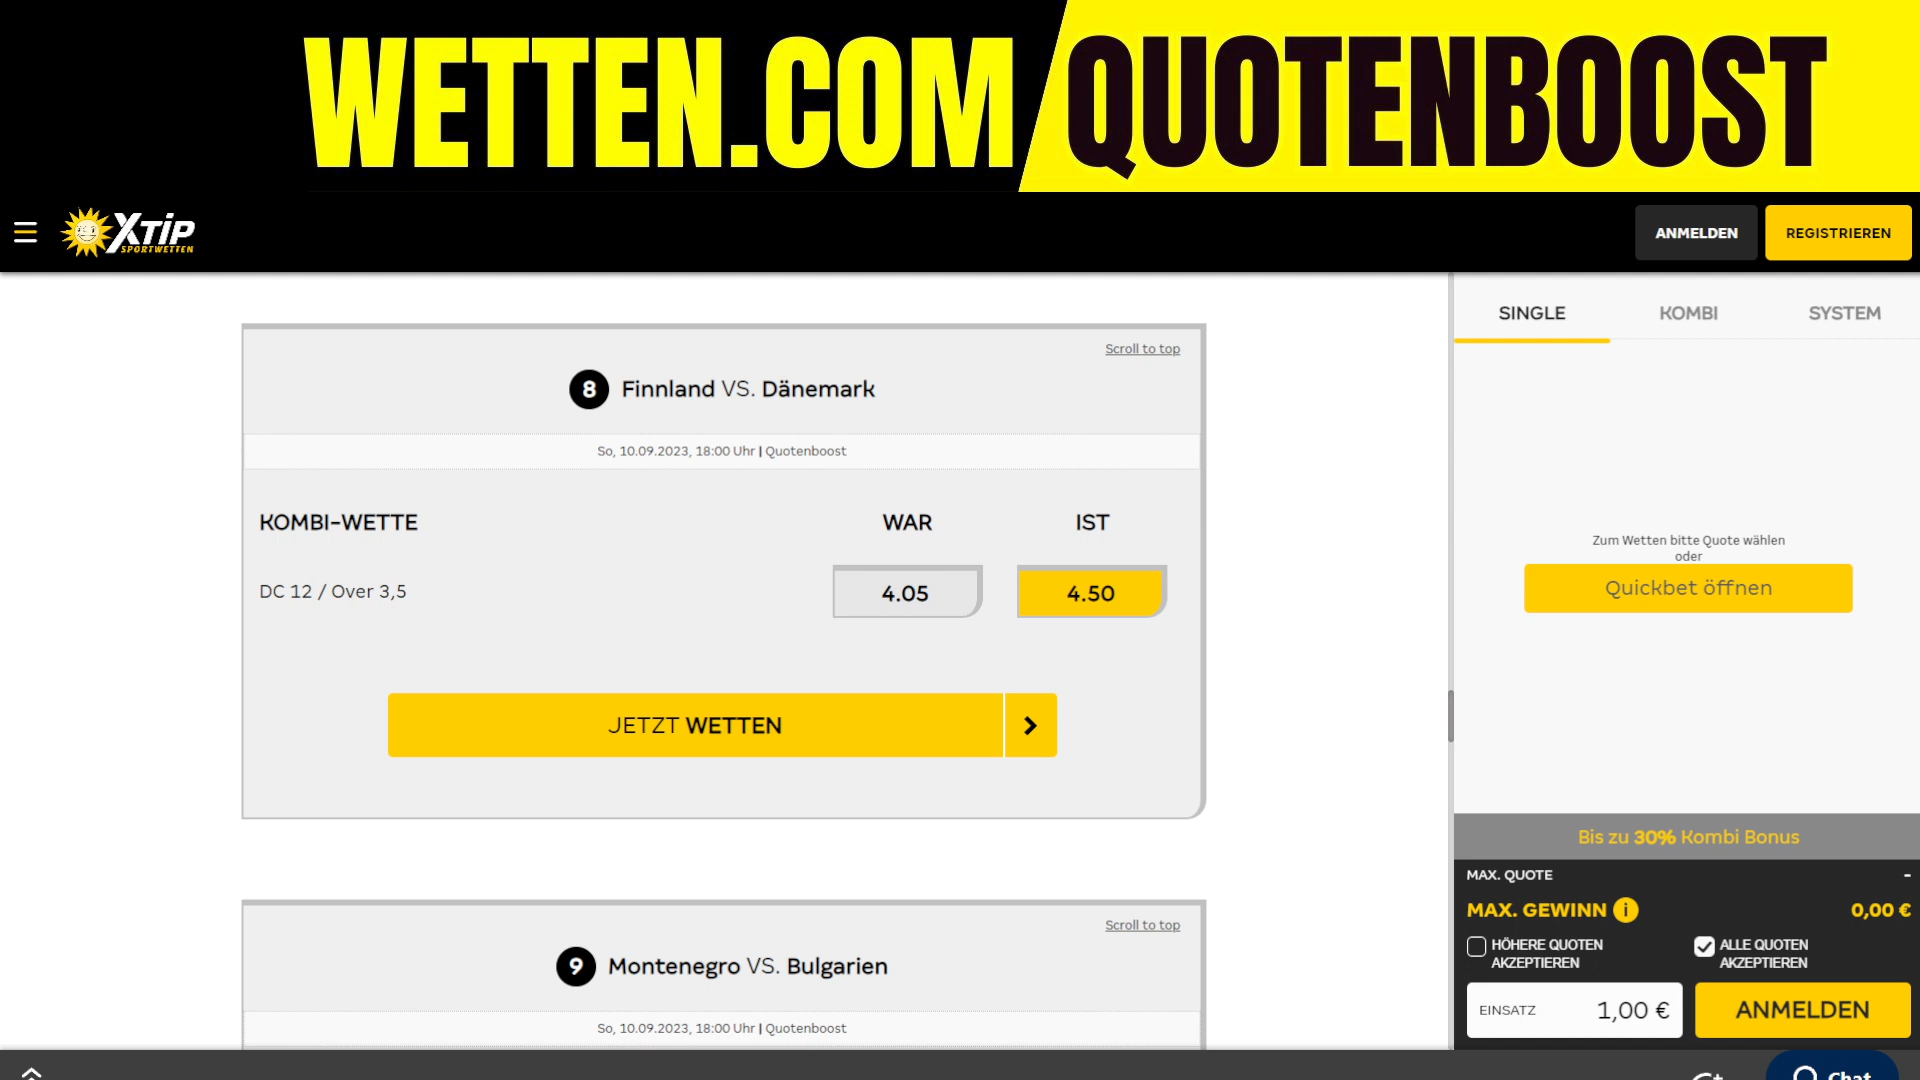 WETTEN.COM QUOTENBOOST
XTiP
SPORTWETTEN
ANMELDEN
REGISTRIEREN
SINGLE
KOMBI
SYSTEM
Scroll to top
8 Finnland VS. Dänemark
So, 10.09.2023, 18:00 Uhr | Quotenboost
KOMBI-WETTE WAR IST
DC 12 / Over 3,5 4.05 4.50
JETZT WETTEN
Scroll to top
9 Montenegro VS. Bulgarien
So, 10.09.2023, 18:00 Uhr | Quotenboost
Zum Wetten bitte Quote wählen
oder
Quickbet öffnen
Bis zu 30% Kombi Bonus
MAX. QUOTE -
MAX. GEWINN i 0,00 €
HÖHERE QUOTEN
AKZEPTIEREN
ALLE QUOTEN
AKZEPTIEREN
EINSATZ 1,00 €
ANMELDEN
Chat